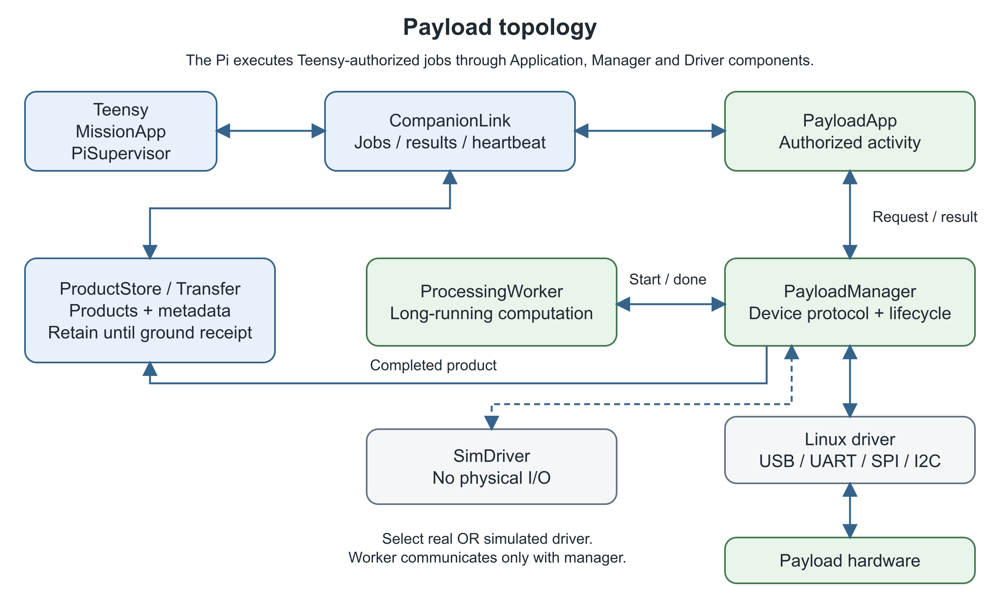 Payload topology
The Pi executes Teensy-authorized jobs through Application, Manager and Driver components.
Teensy
MissionApp
PiSupervisor
CompanionLink
Jobs / results / heartbeat
PayloadApp
Authorized activity
Request / result
ProductStore / Transfer
Products + metadata
Retain until ground receipt
ProcessingWorker
Long-running computation
Start / done
PayloadManager
Device protocol + lifecycle
Completed product
SimDriver
No physical I/O
Linux driver
USB / UART / SPI / I2C
Select real OR simulated driver.
Worker communicates only with manager.
Payload hardware